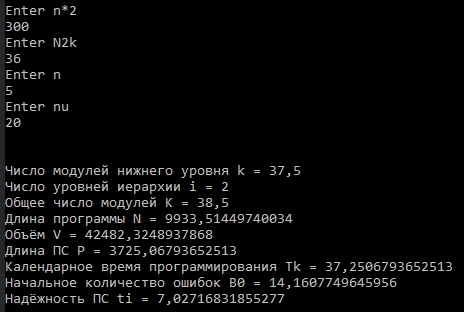 Enter n*2
300
Enter N2k
36
Enter n
5
Enter nu
20
Число модулей нижнего уровня k = 37,5
Число уровней иерархии i = 2
Общее число модулей K = 38,5
Длина программы N = 9933,51449740034
Объём V = 42482,3248937868
Длина ПС P = 3725,06793652513
Календарное время программирования Tk = 37,2506793652513
Начальное количество ошибок B0 = 14,1607749645956
Надёжность ПС ti = 7,02716831855277